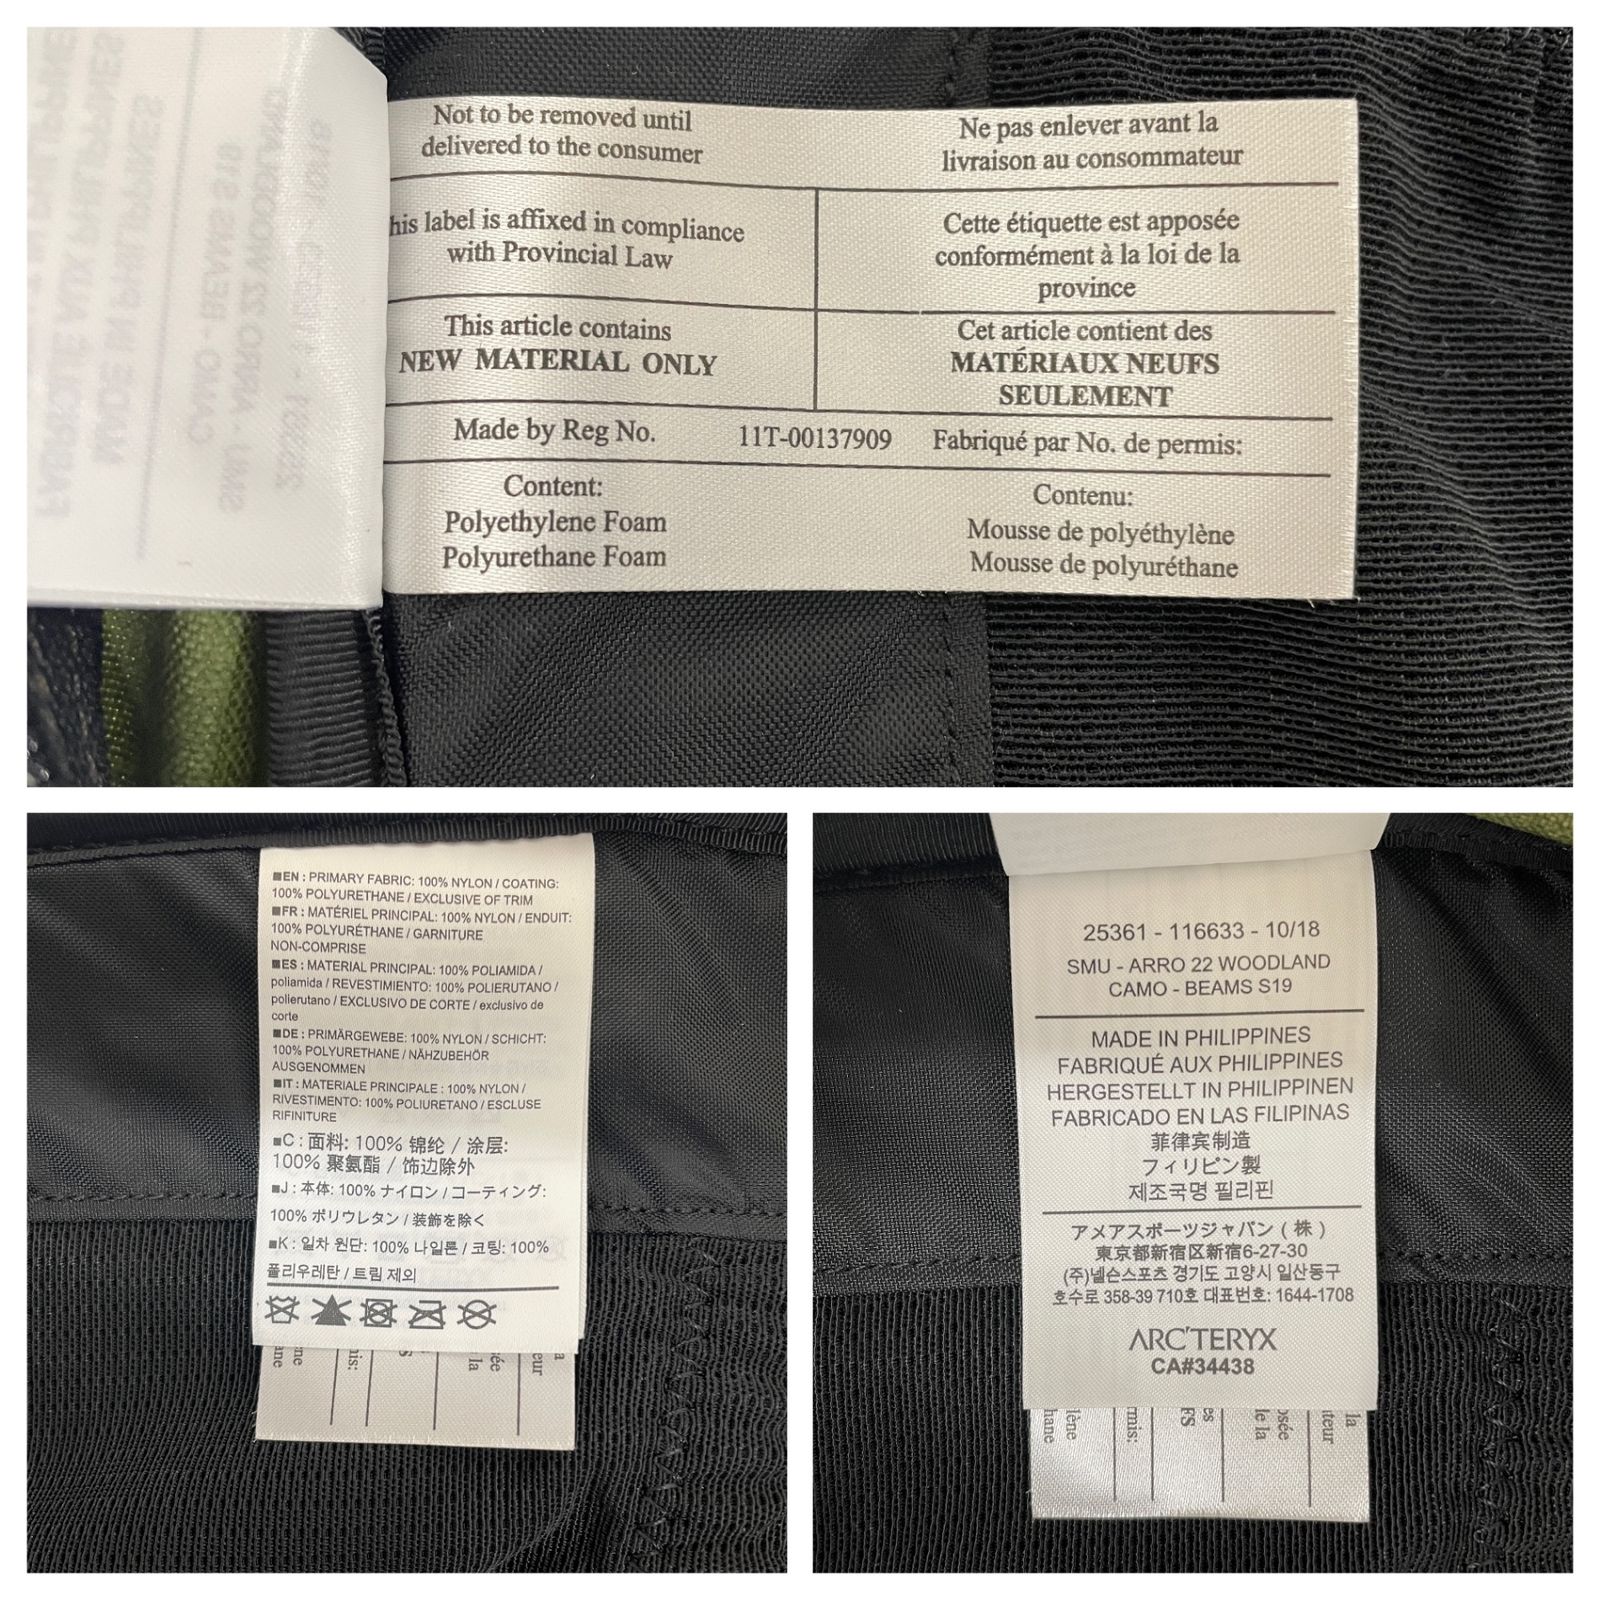 Not to be removed until
delivered to the consumer
Ne pas enlever avant la
livraison au consommateur
his label is affixed in compliance
with Provincial Law
Cette étiquette est apposée
conformément à la loi de la
province
This article contains
NEW MATERIAL ONLY
Cet article contient des
MATÉRIAUX NEUFS
SEULEMENT
Made by Reg No. 11T-00137909 Fabriqué par No. de permis:
Content:
Polyethylene Foam
Polyurethane Foam
Contenu:
Mousse de polyéthylène
Mousse de polyuréthane
■EN : PRIMARY FABRIC: 100% NYLON / COATING:
100% POLYURETHANE / EXCLUSIVE OF TRIM
■FR : MATÉRIEL PRINCIPAL: 100% NYLON / ENDUIT:
100% POLYURÉTHANE / GARNITURE
NON-COMPRISE
■ES : MATERIAL PRINCIPAL: 100% POLIAMIDA /
poliamida / REVESTIMIENTO: 100% POLIERUTANO /
polierutano / EXCLUSIVO DE CORTE / exclusivo de
corte
■DE : PRIMÄRGEWEBE: 100% NYLON / SCHICHT:
100% POLYURETHANE / NÄHZUBEHÖR
AUSGENOMMEN
■IT : MATERIALE PRINCIPALE : 100% NYLON /
RIVESTIMENTO: 100% POLIURETANO / ESCLUSE
RIFINITURE
■C : 面料: 100% 锦纶 / 涂层:
100% 聚氨酯 / 饰边除外
■J : 本体: 100% ナイロン / コーティング:
100% ポリウレタン / 装飾を除く
■K : 일차 원단: 100% 나일론 / 코팅: 100%
폴리우레탄 / 트림 제외
25361 - 116633 - 10/18
SMU - ARRO 22 WOODLAND
CAMO - BEAMS S19
MADE IN PHILIPPINES
FABRIQUÉ AUX PHILIPPINES
HERGESTELLT IN PHILIPPINEN
FABRICADO EN LAS FILIPINAS
菲律宾制造
フィリピン製
제조국명 필리핀
アメアスポーツジャパン ( 株 )
東京都新宿区新宿6-27-30
(주)넬슨스포츠 경기도 고양시 일산동구
호수로 358-39 710호 대표번호: 1644-1708
ARC'TERYX
CA#34438